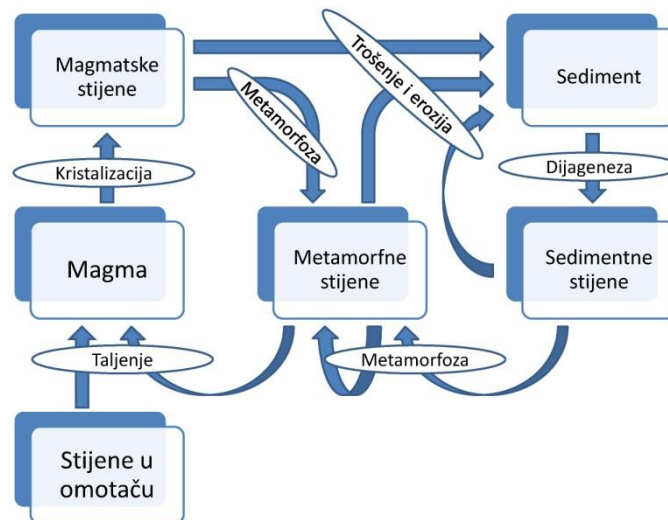 Magmatske
stijene
Metamorfoza
Trošenje i erozija
Sediment
Kristalizacija
Dijageneza
Magma
Metamorfne
stijene
Sedimentne
stijene
Taljenje
Metamorfoza
Stijene u
omotaču